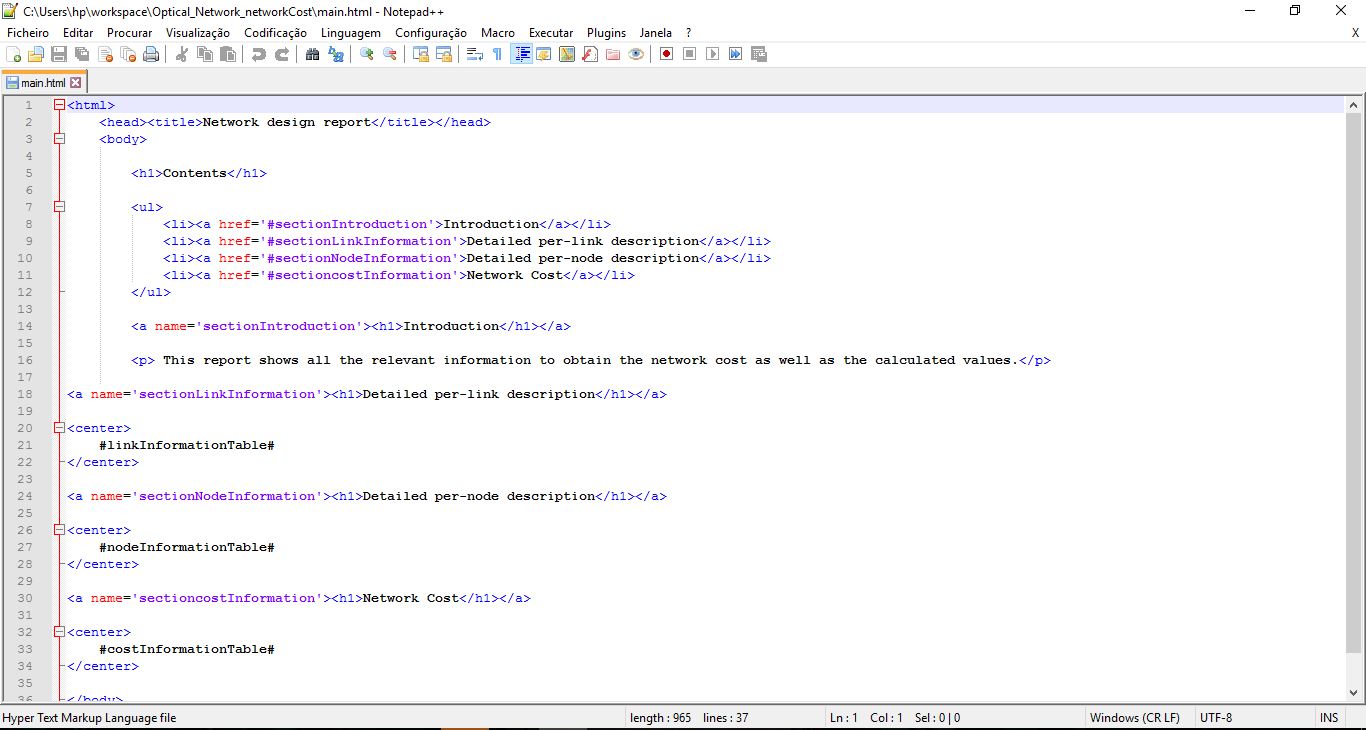 C:\Users\hp\workspace\Optical_Network_networkCost\main.html - Notepad++
Ficheiro Editar Procurar Visualização Codificação Linguagem Configuração Macro Executar Plugins Janela ? X
main.html
1 <html>
2 <head><title>Network design report</title></head>
3 <body>
4
5 <h1>Contents</h1>
6
7 <ul>
8 <li><a href='#sectionIntroduction'>Introduction</a></li>
9 <li><a href='#sectionLinkInformation'>Detailed per-link description</a></li>
10 <li><a href='#sectionNodeInformation'>Detailed per-node description</a></li>
11 <li><a href='#sectioncostInformation'>Network Cost</a></li>
12 </ul>
13
14 <a name='sectionIntroduction'><h1>Introduction</h1></a>
15
16 <p> This report shows all the relevant information to obtain the network cost as well as the calculated values.</p>
17
18 <a name='sectionLinkInformation'><h1>Detailed per-link description</h1></a>
19
20 <center>
21 #linkInformationTable#
22 </center>
23
24 <a name='sectionNodeInformation'><h1>Detailed per-node description</h1></a>
25
26 <center>
27 #nodeInformationTable#
28 </center>
29
30 <a name='sectioncostInformation'><h1>Network Cost</h1></a>
31
32 <center>
33 #costInformationTable#
34 </center>
35
36 </body>
Hyper Text Markup Language file length : 965 lines : 37 Ln : 1 Col : 1 Sel : 0 | 0 Windows (CR LF) UTF-8 INS